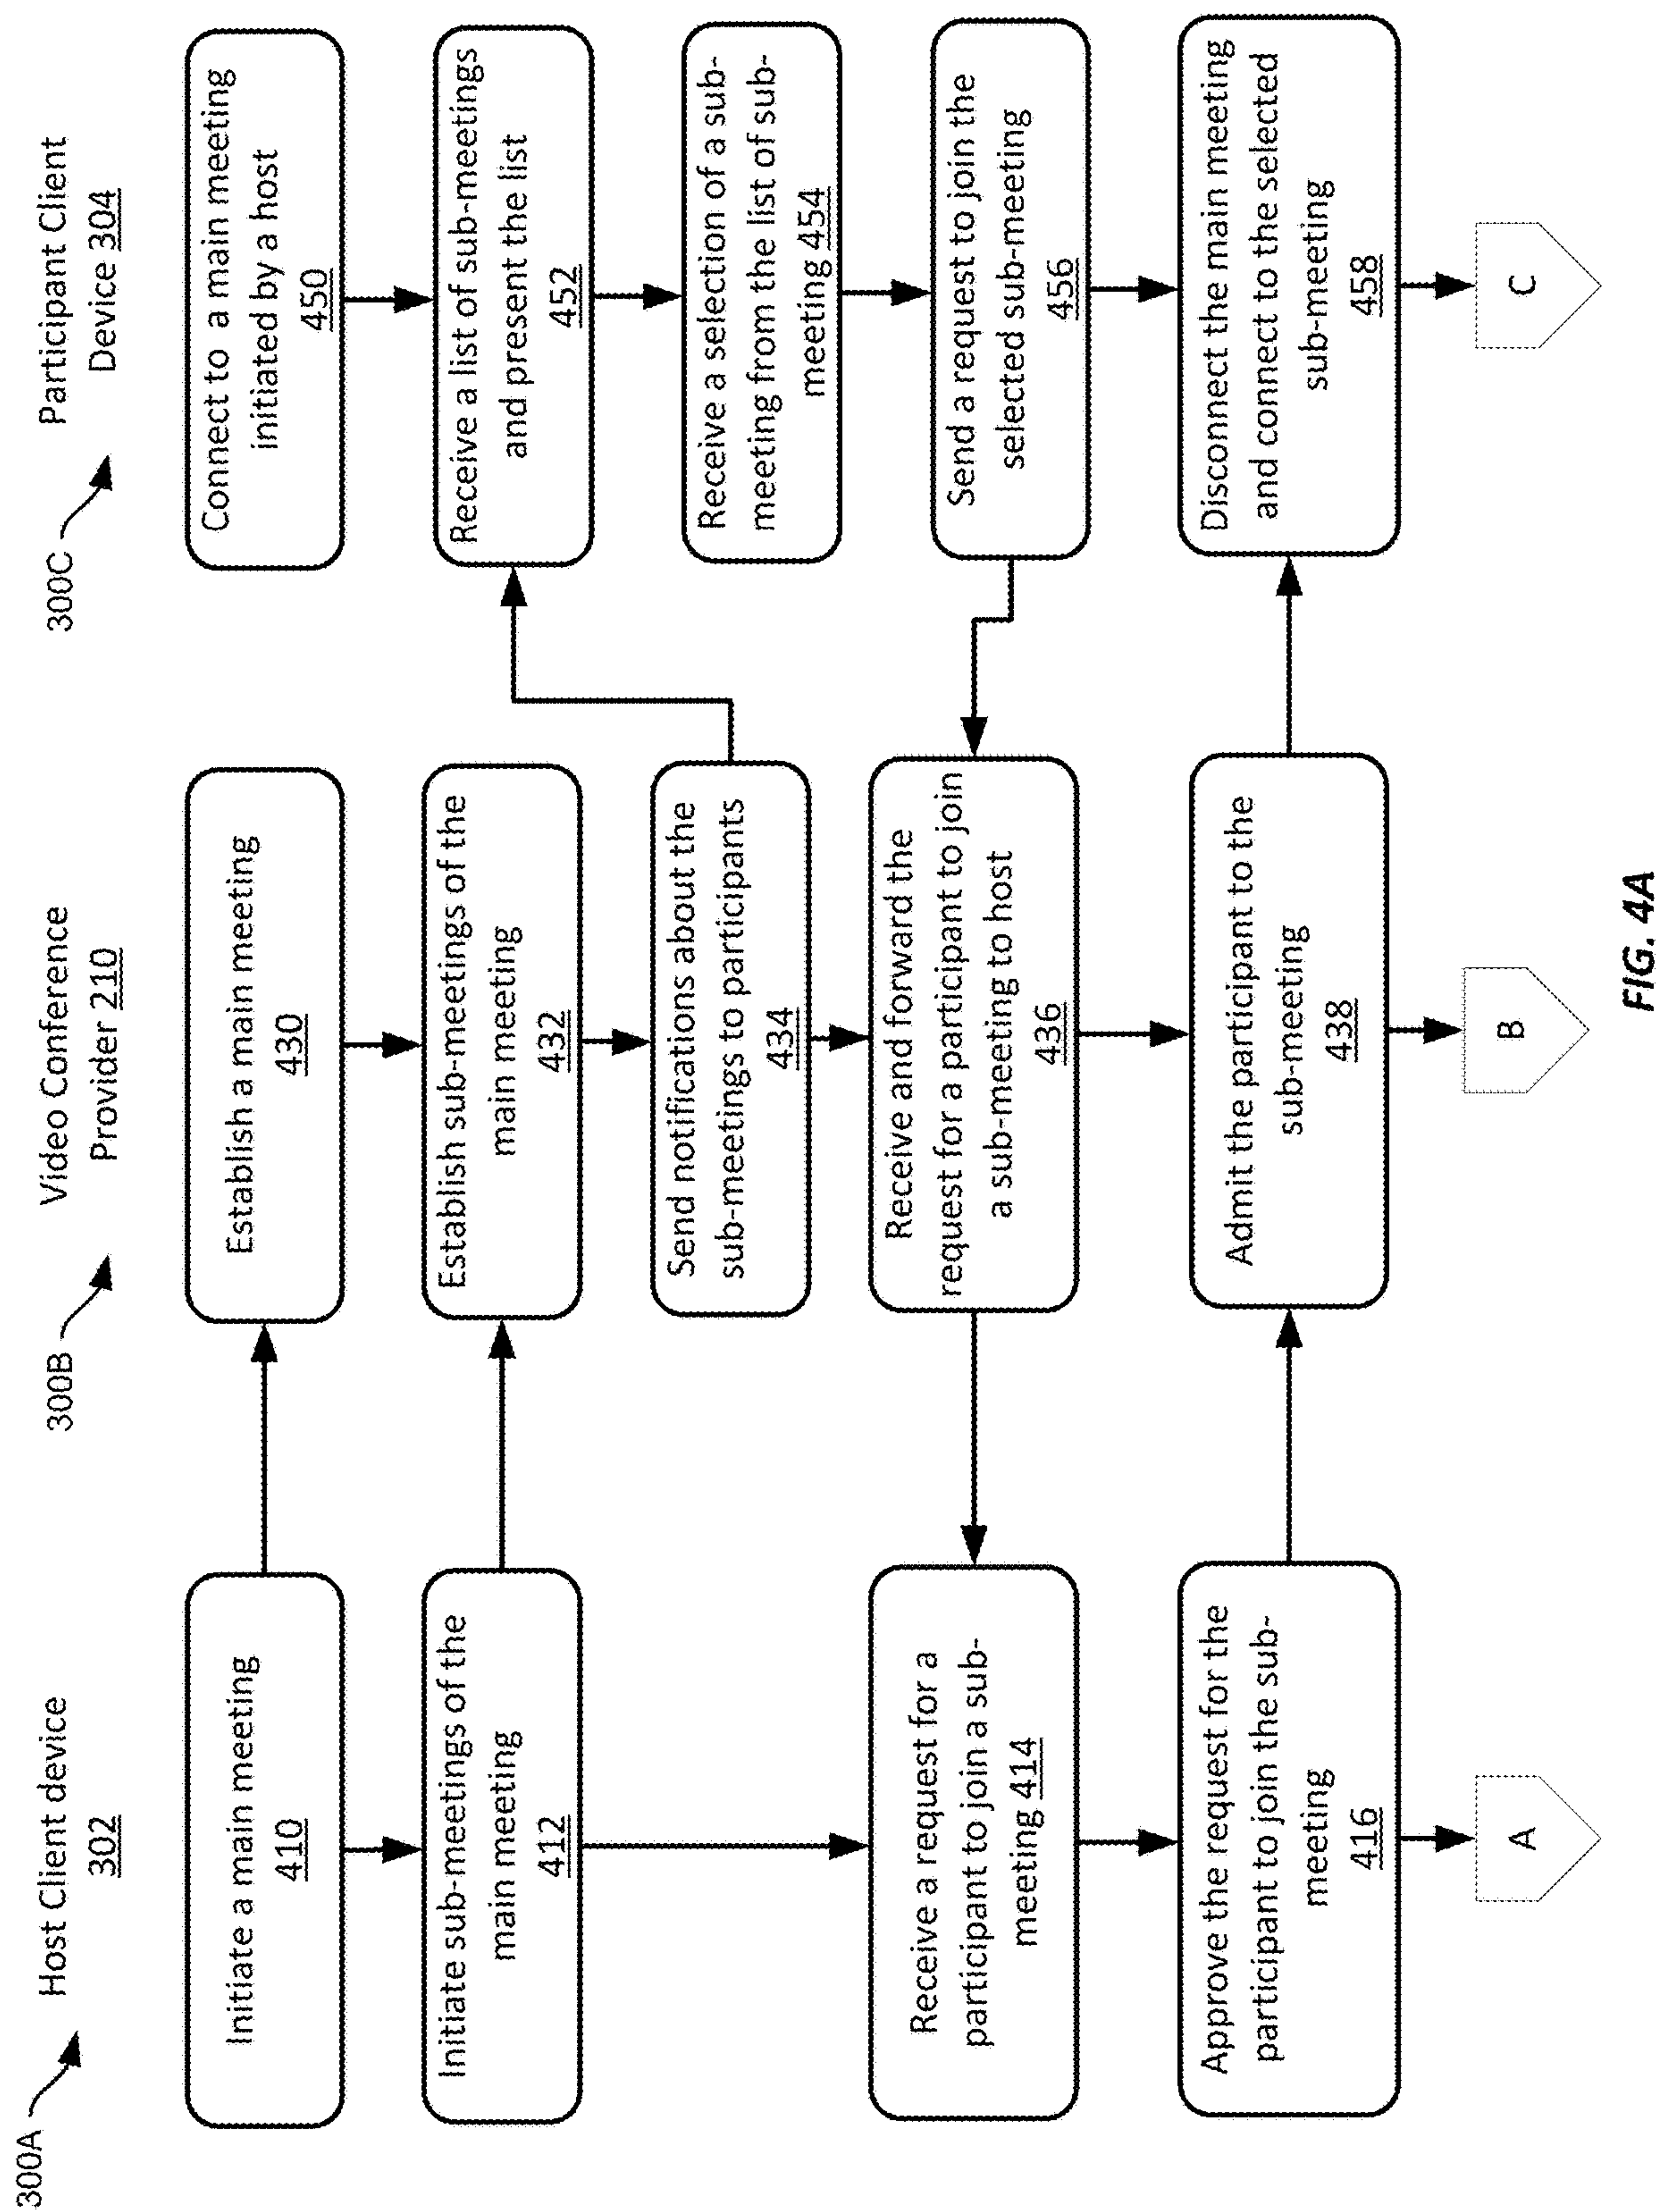 300A
Host Client device
302
Initiate a main meeting
410
Initiate sub-meetings of the
main meeting
412
Receive a request for a
participant to join a sub-
meeting 414
Approve the request for the
participant to join the sub-
meeting
416
A
300B
Video Conference
Provider 210
Establish a main meeting
430
Establish sub-meetings of the
main meeting
432
Send notifications about the
sub-meetings to participants
434
Receive and forward the
request for a participant to join
a sub-meeting to host
436
Admit the participant to the
sub-meeting
438
B
300C
Participant Client
Device 304
Connect to a main meeting
initiated by a host
450
Receive a list of sub-meetings
and present the list
452
Receive a selection of a sub-
meeting from the list of sub-
meeting 454
Send a request to join the
selected sub-meeting
456
Disconnect the main meeting
and connect to the selected
sub-meeting
458
C
FIG. 4A